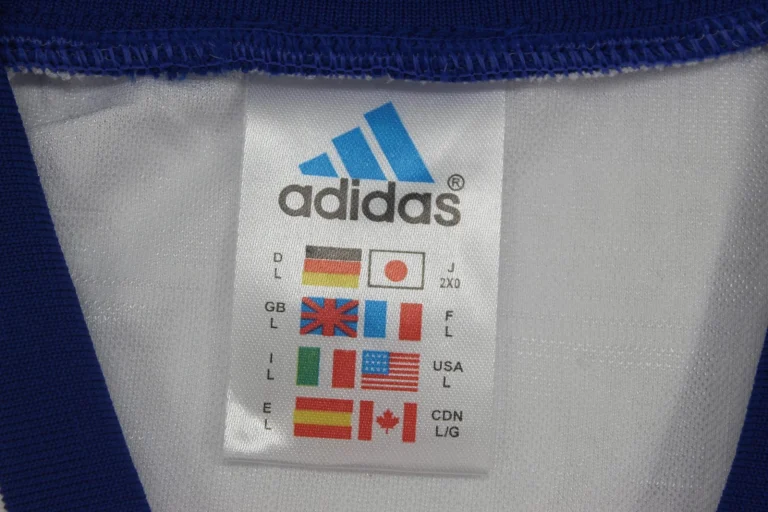 adidas®
D J
L 2XO
GB F
L L
I USA
L L
E CDN
L L/G